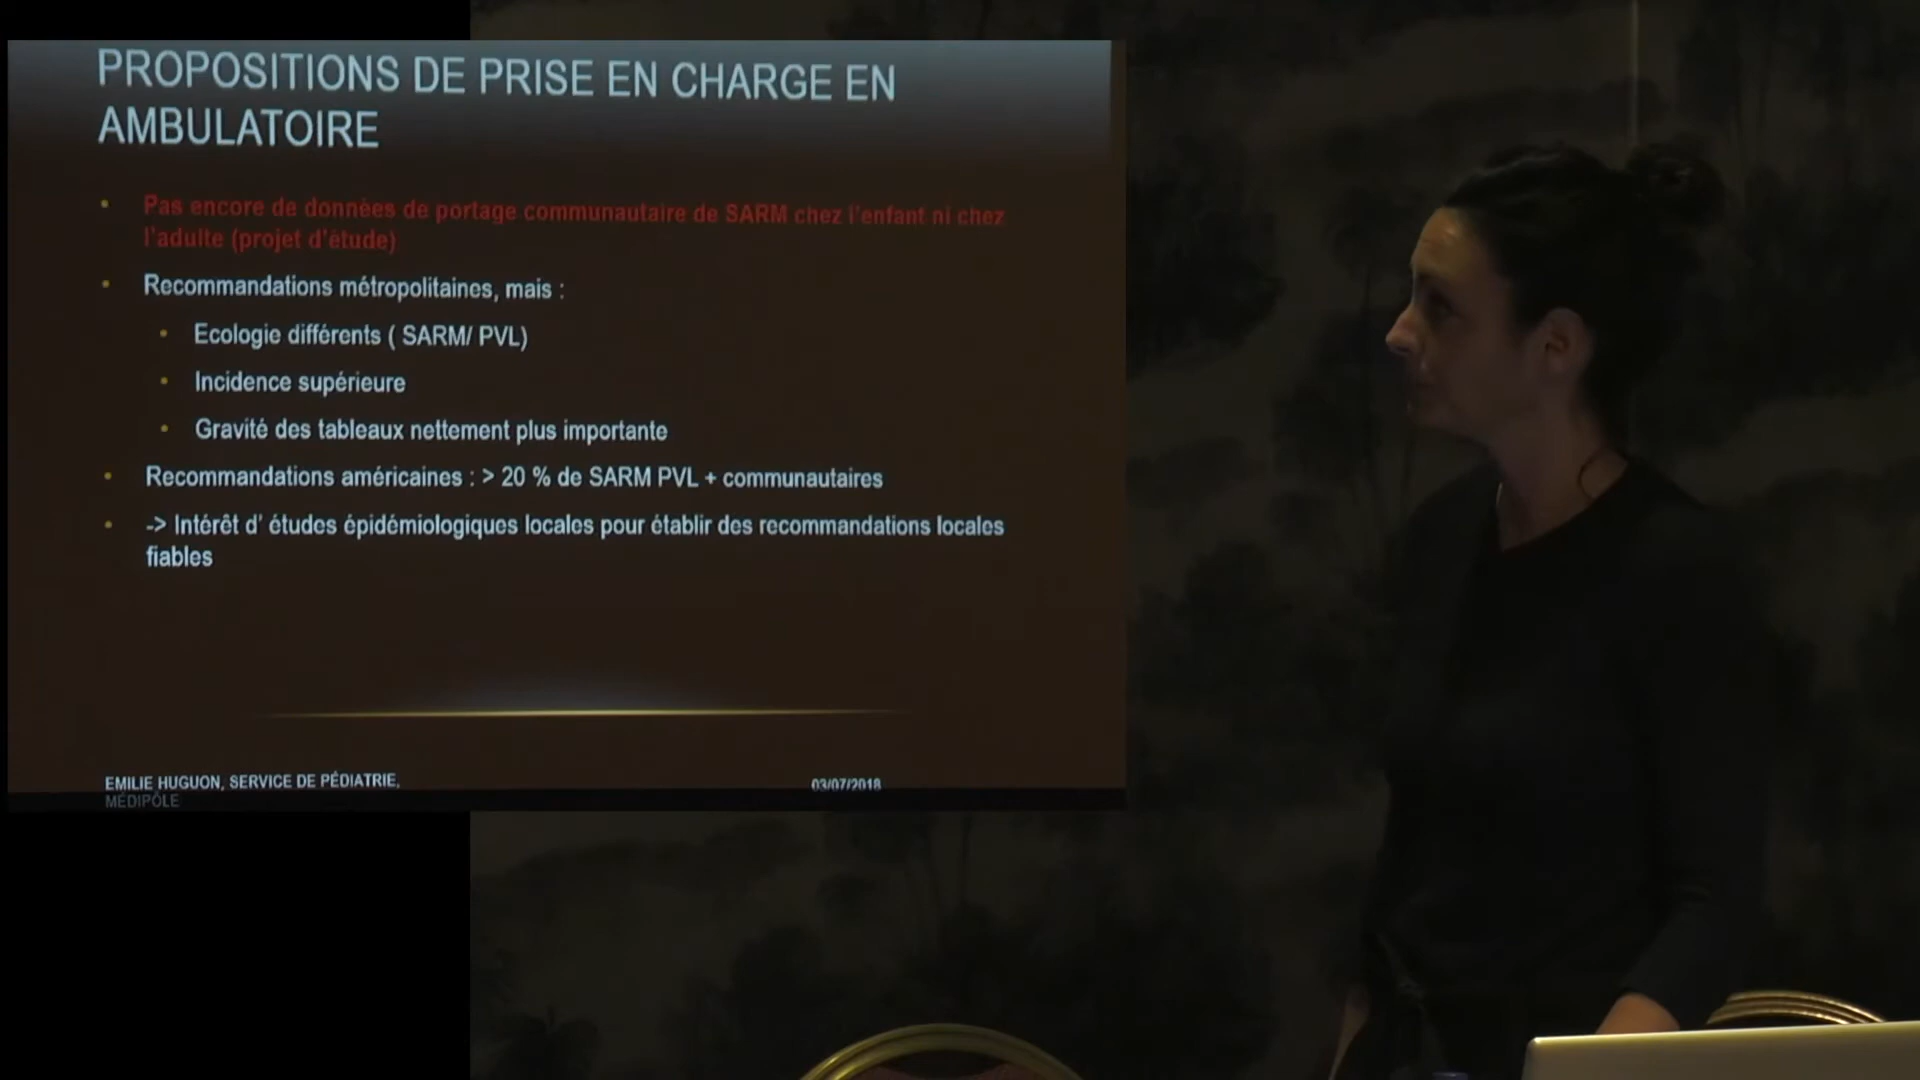 PROPOSITIONS DE PRISE EN CHARGE EN
AMBULATOIRE
Pas encore de données de portage communautaire de SARM chez l'enfant ni chez
l'adulte (projet d'étude)
Recommandations métropolitaines, mais :
Ecologie différents ( SARM/ PVL)
Incidence supérieure
Gravité des tableaux nettement plus importante
Recommandations américaines : > 20 % de SARM PVL + communautaires
-> Intérêt d' études épidémiologiques locales pour établir des recommandations locales
fiables
EMILIE HUGUON, SERVICE DE PÉDIATRIE,
MÉDIPÔLE
03/07/2018